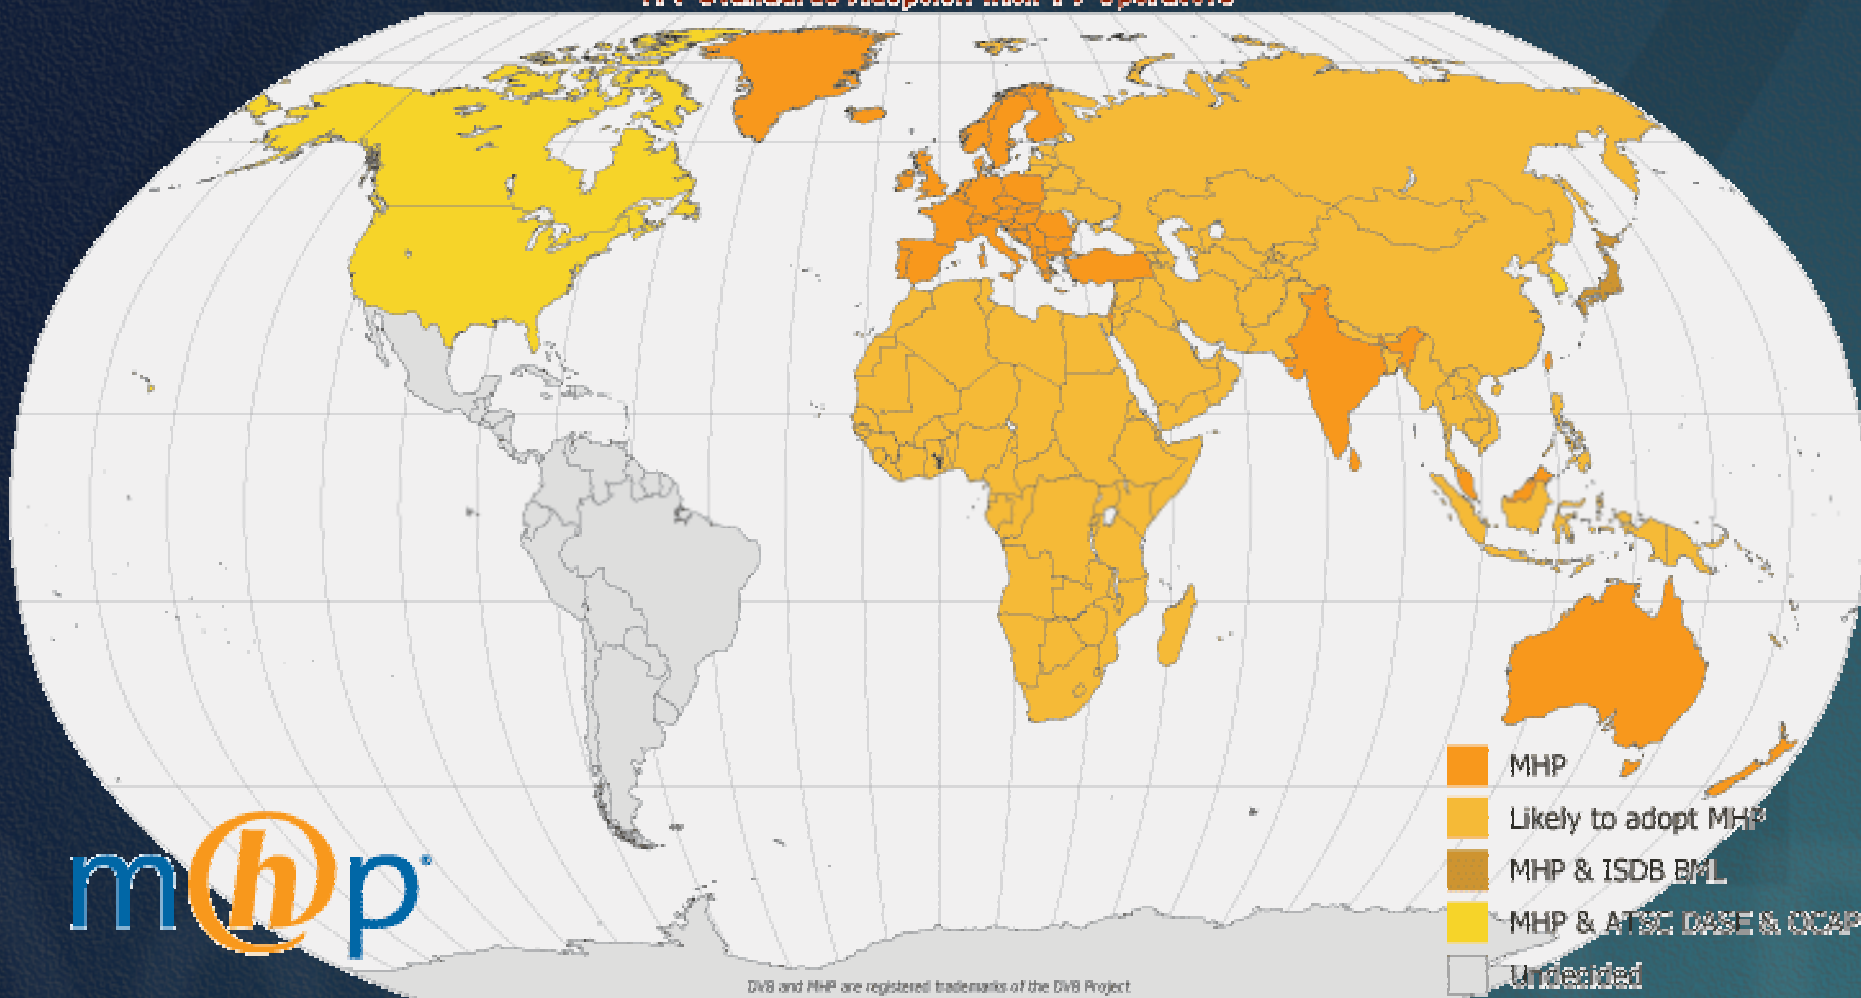 MHP
Likely to adopt MHP
MHP & ISDB BML
MHP & ATSC DASE & OCAP
Undecided
mhp
DVB and MHP are registered trademarks of the DVB Project